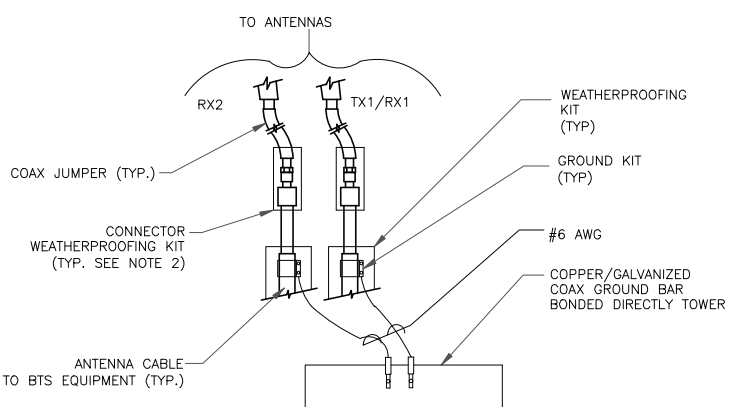 TO ANTENNAS
RX2
TX1/RX1
WEATHERPROOFING
KIT
(TYP)
COAX JUMPER (TYP.)
GROUND KIT
(TYP)
CONNECTOR
WEATHERPROOFING KIT
(TYP. SEE NOTE 2)
#6 AWG
COPPER/GALVANIZED
COAX GROUND BAR
BONDED DIRECTLY TOWER
ANTENNA CABLE
TO BTS EQUIPMENT (TYP.)